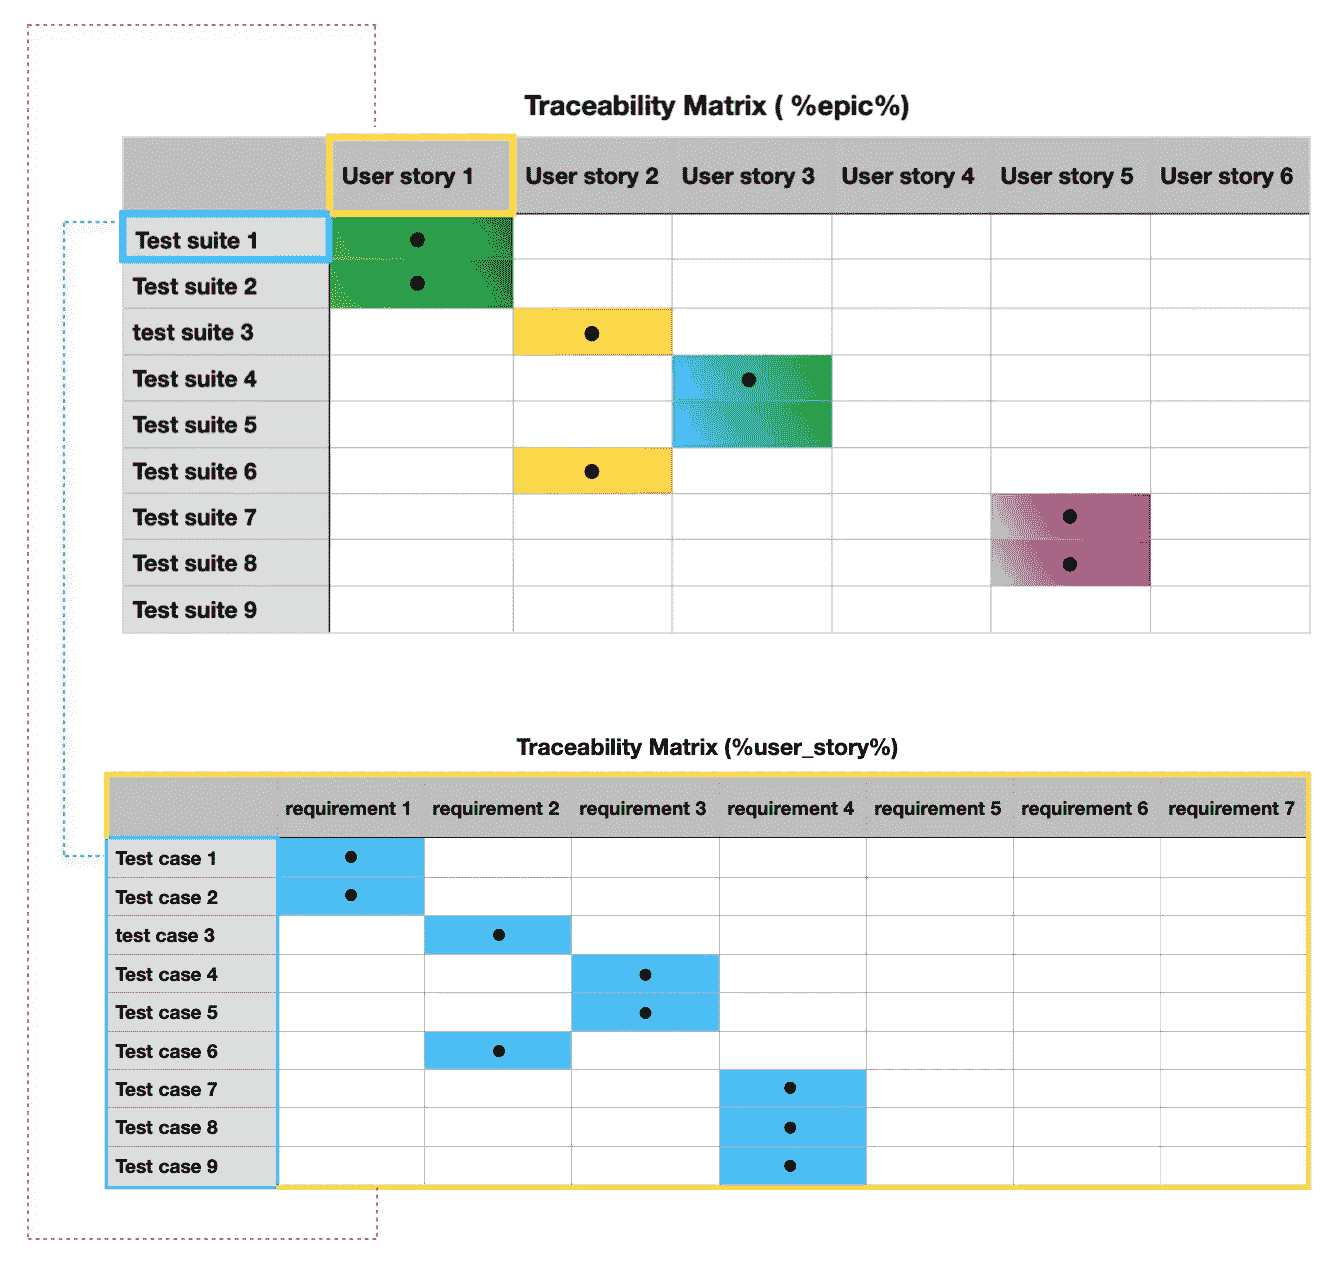 Traceability Matrix ( %epic%)
User story 1 User story 2 User story 3 User story 4 User story 5 User story 6
Test suite 1
Test suite 2
test suite 3
Test suite 4
Test suite 5
Test suite 6
Test suite 7
Test suite 8
Test suite 9
Traceability Matrix (%user_story%)
requirement 1 requirement 2 requirement 3 requirement 4 requirement 5 requirement 6 requirement 7
Test case 1
Test case 2
test case 3
Test case 4
Test case 5
Test case 6
Test case 7
Test case 8
Test case 9